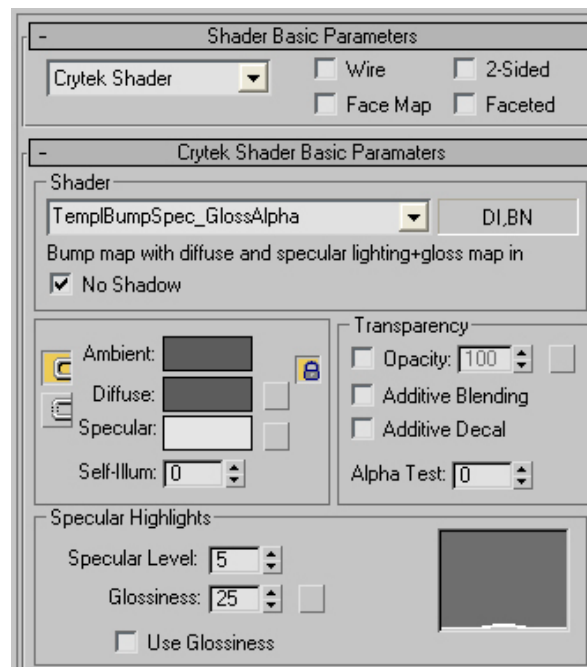 - Shader Basic Parameters
Crytek Shader
Wire
2-Sided
Face Map
Faceted
- Crytek Shader Basic Paramaters
Shader
TemplBumpSpec_GlossAlpha
DI,BN
Bump map with diffuse and specular lighting+gloss map in
No Shadow
Ambient:
Diffuse:
Specular:
Self-Illum: 0
Transparency
Opacity: 100
Additive Blending
Additive Decal
Alpha Test: 0
Specular Highlights
Specular Level: 5
Glossiness: 25
Use Glossiness